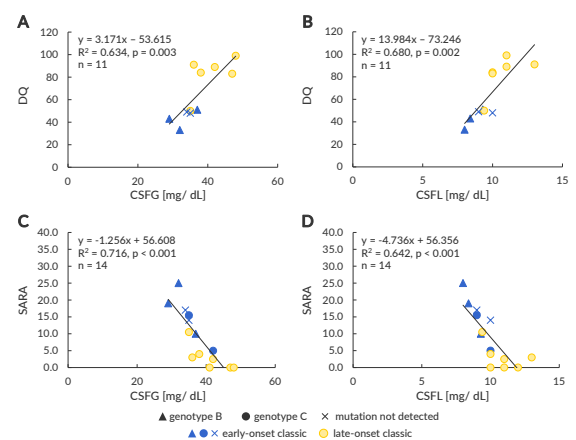 A
y = 3.171x – 53.615
R² = 0.634, p = 0.003
n = 11
120
100
80
60
40
20
0
DQ
0 20 40 60
CSFG [mg/ dL]
B
y = 13.984x – 73.246
R² = 0.680, p = 0.002
n = 11
120
100
80
60
40
20
0
DQ
0 5 10 15
CSFL [mg/ dL]
C
y = -1.256x + 56.608
R² = 0.716, p < 0.001
n = 14
40.0
35.0
30.0
25.0
20.0
15.0
10.0
5.0
0.0
SARA
0 20 40 60
CSFG [mg/ dL]
D
y = -4.736x + 56.356
R² = 0.642, p < 0.001
n = 14
40.0
35.0
30.0
25.0
20.0
15.0
10.0
5.0
0.0
SARA
0 5 10 15
CSFL [mg/ dL]
genotype B genotype C mutation not detected
early-onset classic late-onset classic